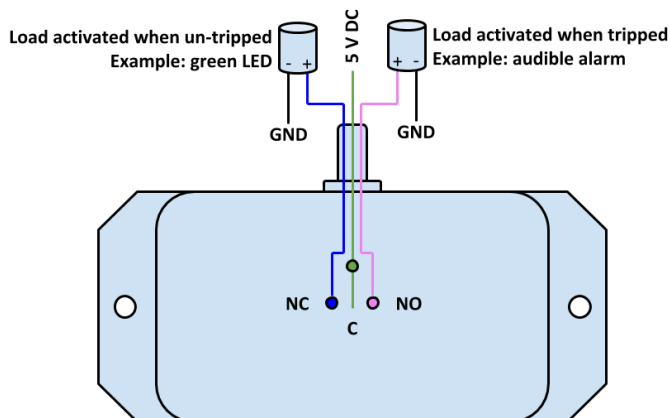 Load activated when un-tripped
Example: green LED
- +
GND
5 V DC
Load activated when tripped
Example: audible alarm
+ -
GND
NC
C
NO